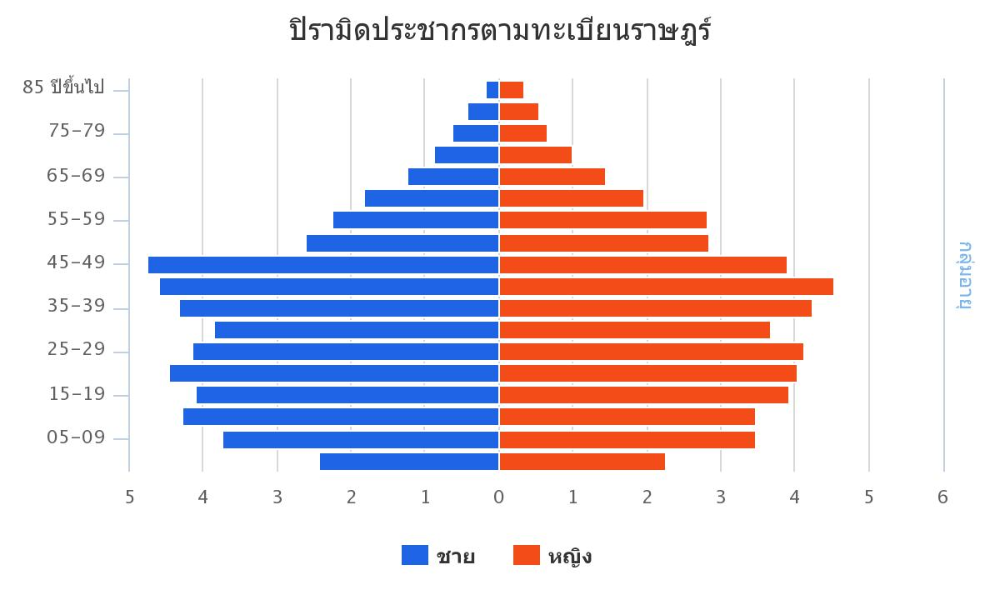 ปิรามิดประชากรตามทะเบียนราษฎร์
85 ปีขึ้นไป
75-79
65-69
55-59
45-49
35-39
25-29
15-19
05-09
กลุ่มอายุ
5 4 3 2 1 0 1 2 3 4 5 6
ชาย หญิง